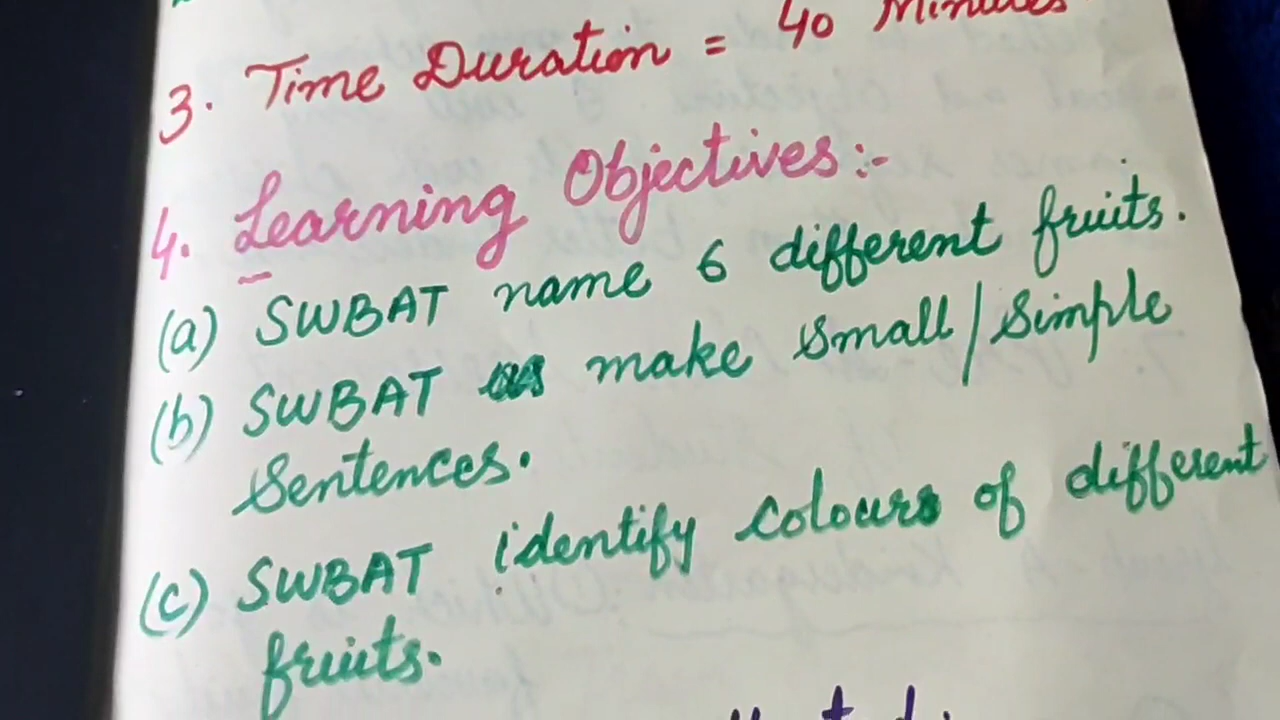 3. Time Duration = 40 Minutes
4. Learning Objectives :-
(a) SWBAT name 6 different fruits.
(b) SWBAT make small/simple
sentences.
(c) SWBAT identify colours of different
fruits.